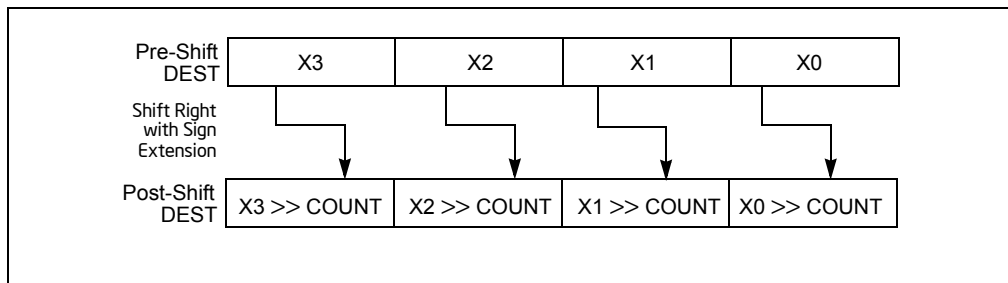 Pre-Shift
DEST
X3 X2 X1 X0
Shift Right
with Sign
Extension
Post-Shift
DEST
X3 >> COUNT X2 >> COUNT X1 >> COUNT X0 >> COUNT